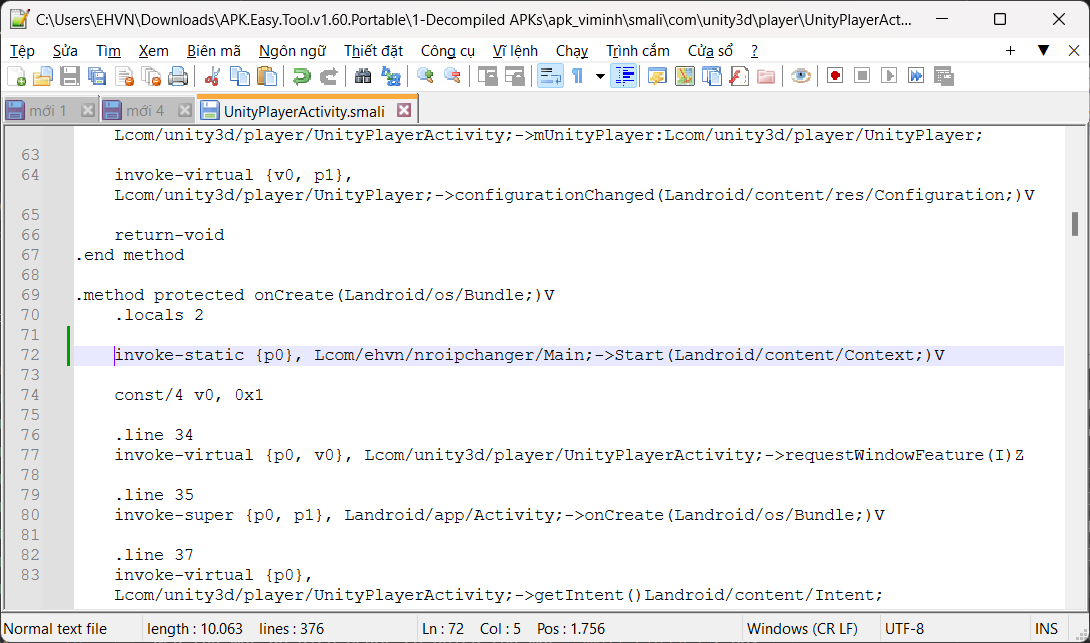 C:\Users\EHVN\Downloads\APK.Easy.Tool.v1.60.Portable\1-Decompiled APKs\apk_viminh\smali\com\unity3d\player\UnityPlayerAct...
Tệp Sửa Tìm Xem Biên mã Ngôn ngữ Thiết đặt Công cụ Vĩ lệnh Chạy Trình cắm Cửa sổ ? + ▼ X
mới 1 mới 4 UnityPlayerActivity.smali
Lcom/unity3d/player/UnityPlayerActivity;->mUnityPlayer:Lcom/unity3d/player/UnityPlayer;
63
64 invoke-virtual {v0, p1},
Lcom/unity3d/player/UnityPlayer;->configurationChanged(Landroid/content/res/Configuration;)V
65
66 return-void
67 .end method
68
69 .method protected onCreate(Landroid/os/Bundle;)V
70 .locals 2
71
72 invoke-static {p0}, Lcom/ehvn/nroipchanger/Main;->Start(Landroid/content/Context;)V
73
74 const/4 v0, 0x1
75
76 .line 34
77 invoke-virtual {p0, v0}, Lcom/unity3d/player/UnityPlayerActivity;->requestWindowFeature(I)Z
78
79 .line 35
80 invoke-super {p0, p1}, Landroid/app/Activity;->onCreate(Landroid/os/Bundle;)V
81
82 .line 37
83 invoke-virtual {p0},
Lcom/unity3d/player/UnityPlayerActivity;->getIntent()Landroid/content/Intent;
Normal text file length : 10.063 lines : 376 Ln : 72 Col : 5 Pos : 1.756 Windows (CR LF) UTF-8 INS